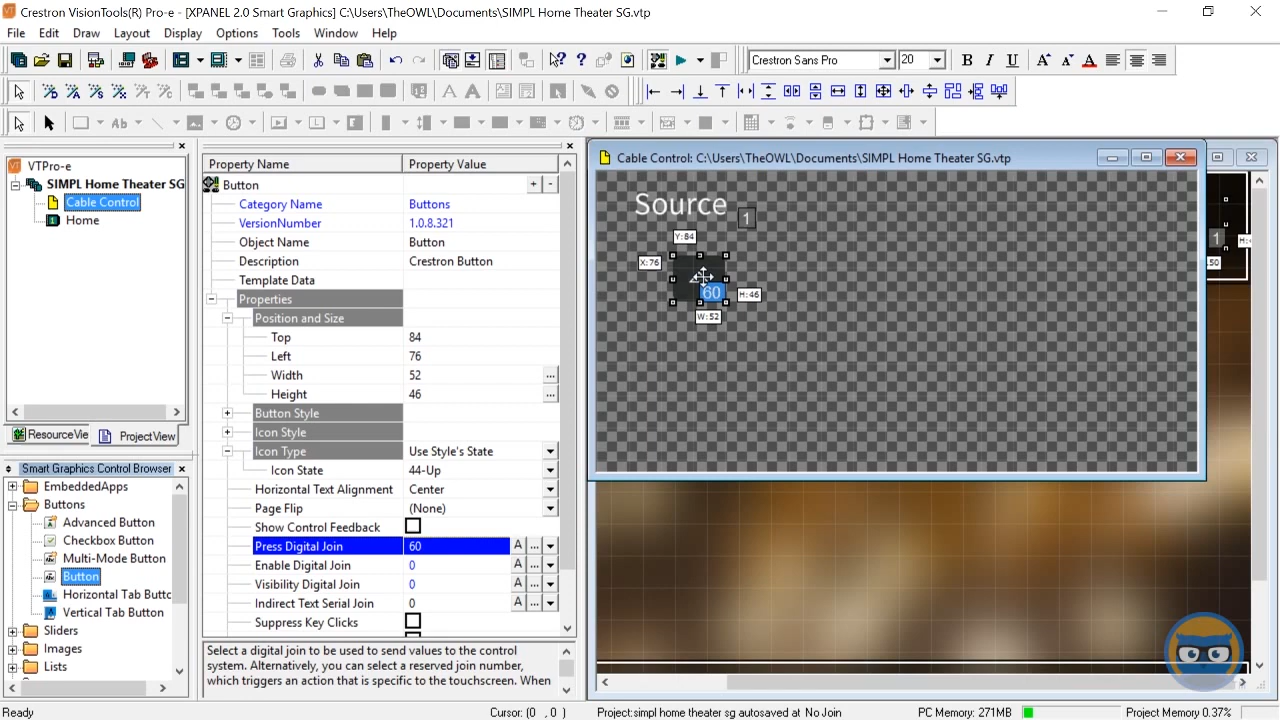 Crestron VisionTools(R) Pro-e - [XPANEL 2.0 Smart Graphics] C:\Users\TheOWL\Documents\SIMPL Home Theater SG.vtp
File Edit Draw Layout Display Options Tools Window Help
Crestron Sans Pro 20 B I U
VTPro-e
SIMPL Home Theater SG
Cable Control
Home
ResourceVie ProjectView
Smart Graphics Control Browser
EmbeddedApps
Buttons
Advanced Button
Checkbox Button
Multi-Mode Button
Button
Horizontal Tab Buttc
Vertical Tab Button
Sliders
Images
Lists
Property Name Property Value
Button
Category Name Buttons
VersionNumber 1.0.8.321
Object Name Button
Description Crestron Button
Template Data
Properties
Position and Size
Top 84
Left 76
Width 52
Height 46
Button Style
Icon Style
Icon Type Use Style's State
Icon State 44-Up
Horizontal Text Alignment Center
Page Flip (None)
Show Control Feedback
Press Digital Join 60
Enable Digital Join 0
Visibility Digital Join 0
Indirect Text Serial Join 0
Suppress Key Clicks
Select a digital join to be used to send values to the control
system. Alternatively, you can select a reserved join number,
which triggers an action that is specific to the touchscreen. When
Cable Control: C:\Users\TheOWL\Documents\SIMPL Home Theater SG.vtp
Source
1
Y:84
X:76
60
H:46
W:52
1
Ready Cursor: (0 , 0 ) Project:simpl home theater sg autosaved at No Join PC Memory: 271MB Project Memory 0.37%